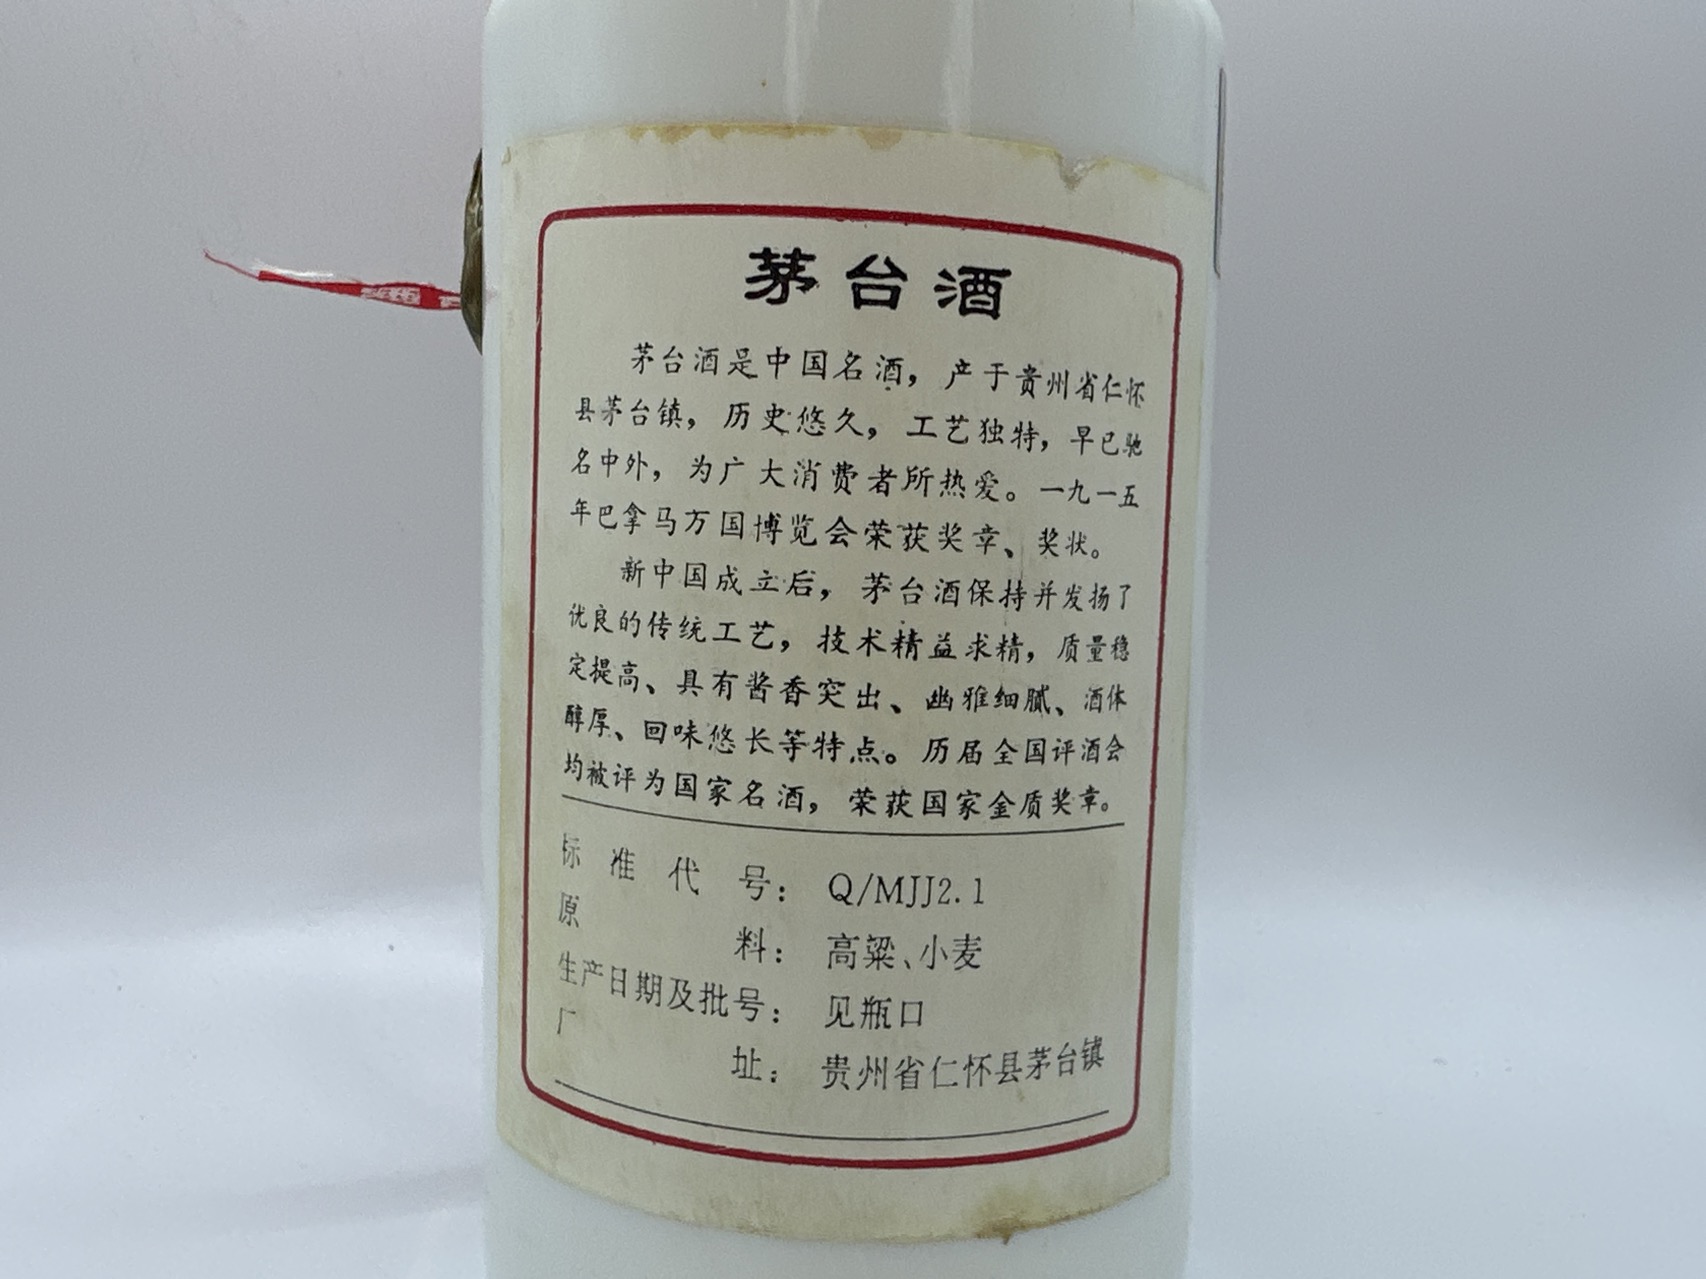 茅台酒
茅台酒是中国名酒，产于贵州省仁怀
县茅台镇，历史悠久，工艺独特，早已驰
名中外，为广大消费者所热爱。一九一五
年巴拿马万国博览会荣获奖章、奖状。
新中国成立后，茅台酒保持并发扬了
优良的传统工艺，技术精益求精，质量稳
定提高、具有酱香突出、幽雅细腻、酒体
醇厚、回味悠长等特点。历届全国评酒会
均被评为国家名酒，荣获国家金质奖章。
标准代号：Q/MJJ2.1
原料：高粱、小麦
生产日期及批号：见瓶口
厂址：贵州省仁怀县茅台镇